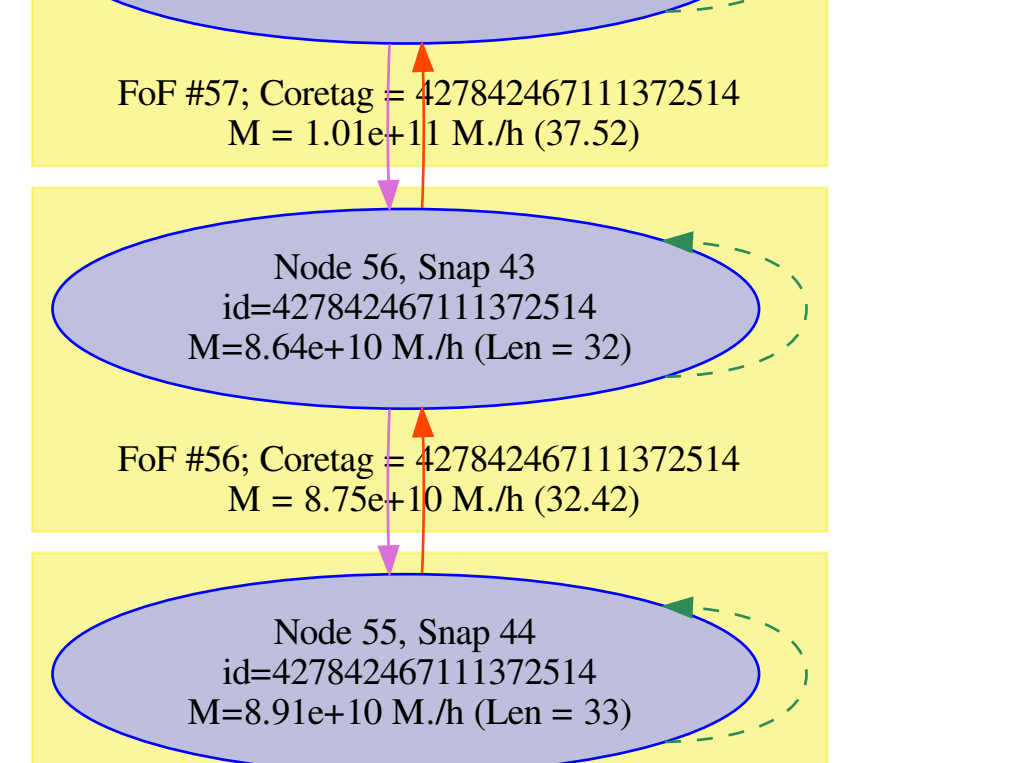 FoF #57; Coretag = 427842467111372514
M = 1.01e+11 M./h (37.52)
Node 56, Snap 43
id=427842467111372514
M=8.64e+10 M./h (Len = 32)
FoF #56; Coretag = 427842467111372514
M = 8.75e+10 M./h (32.42)
Node 55, Snap 44
id=427842467111372514
M=8.91e+10 M./h (Len = 33)